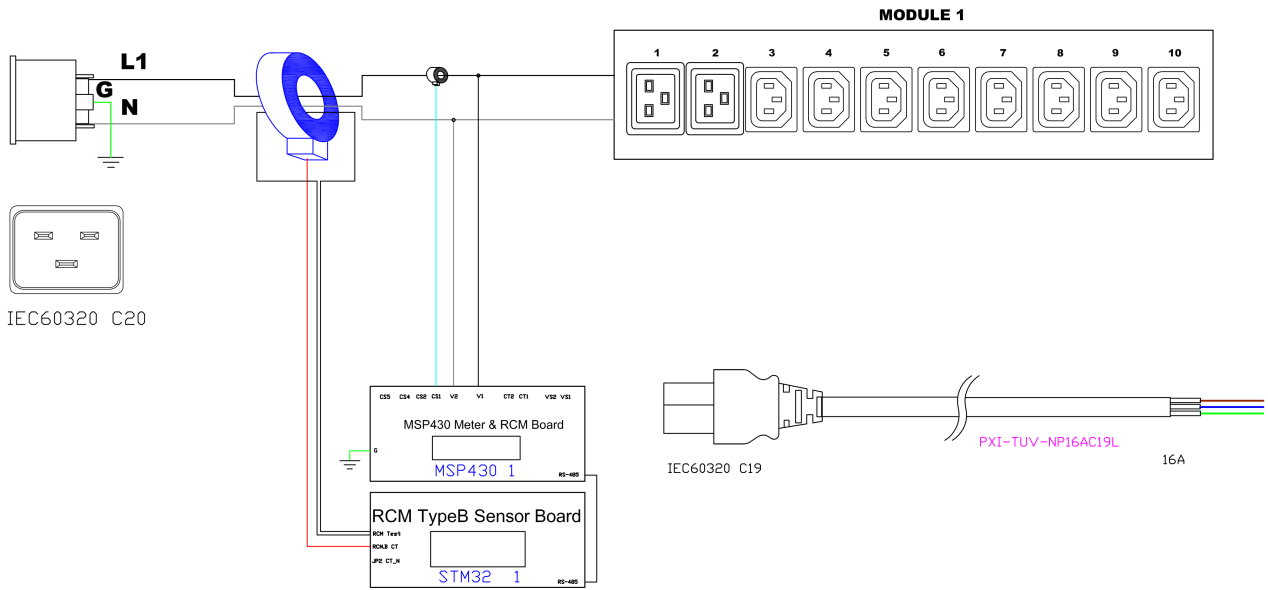 MODULE 1
1 2 3 4 5 6 7 8 9 10
L1
G
N
IEC60320 C20
CS5 CS4 CS2 CS1 V2 V1 CT2 CT1 VS2 VS1
MSP430 Meter & RCM Board
G
MSP430 1
RS-485
RCM TypeB Sensor Board
RCM Test
RCM.B CT
JP2 CT_N
STM32 1
RS-485
PXI-TUV-NP16AC19L
IEC60320 C19
16A